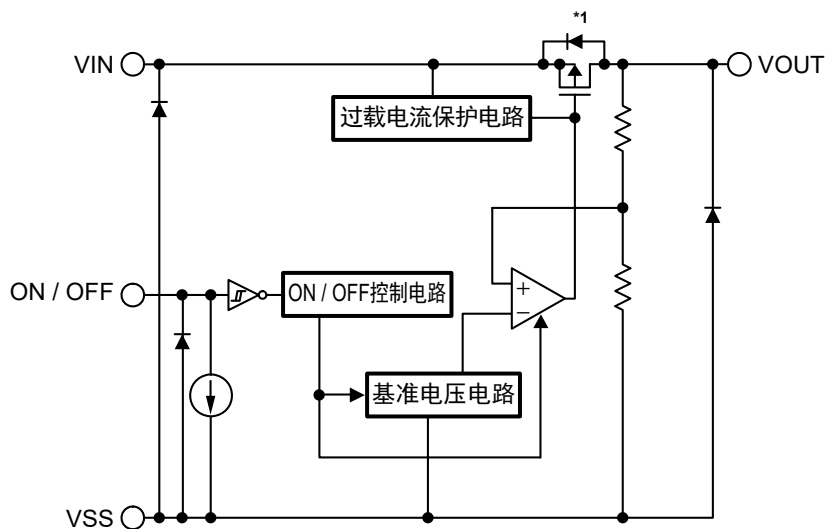 *1
VIN
VOUT
过载电流保护电路
ON / OFF
ON / OFF控制电路
+
−
基准电压电路
VSS